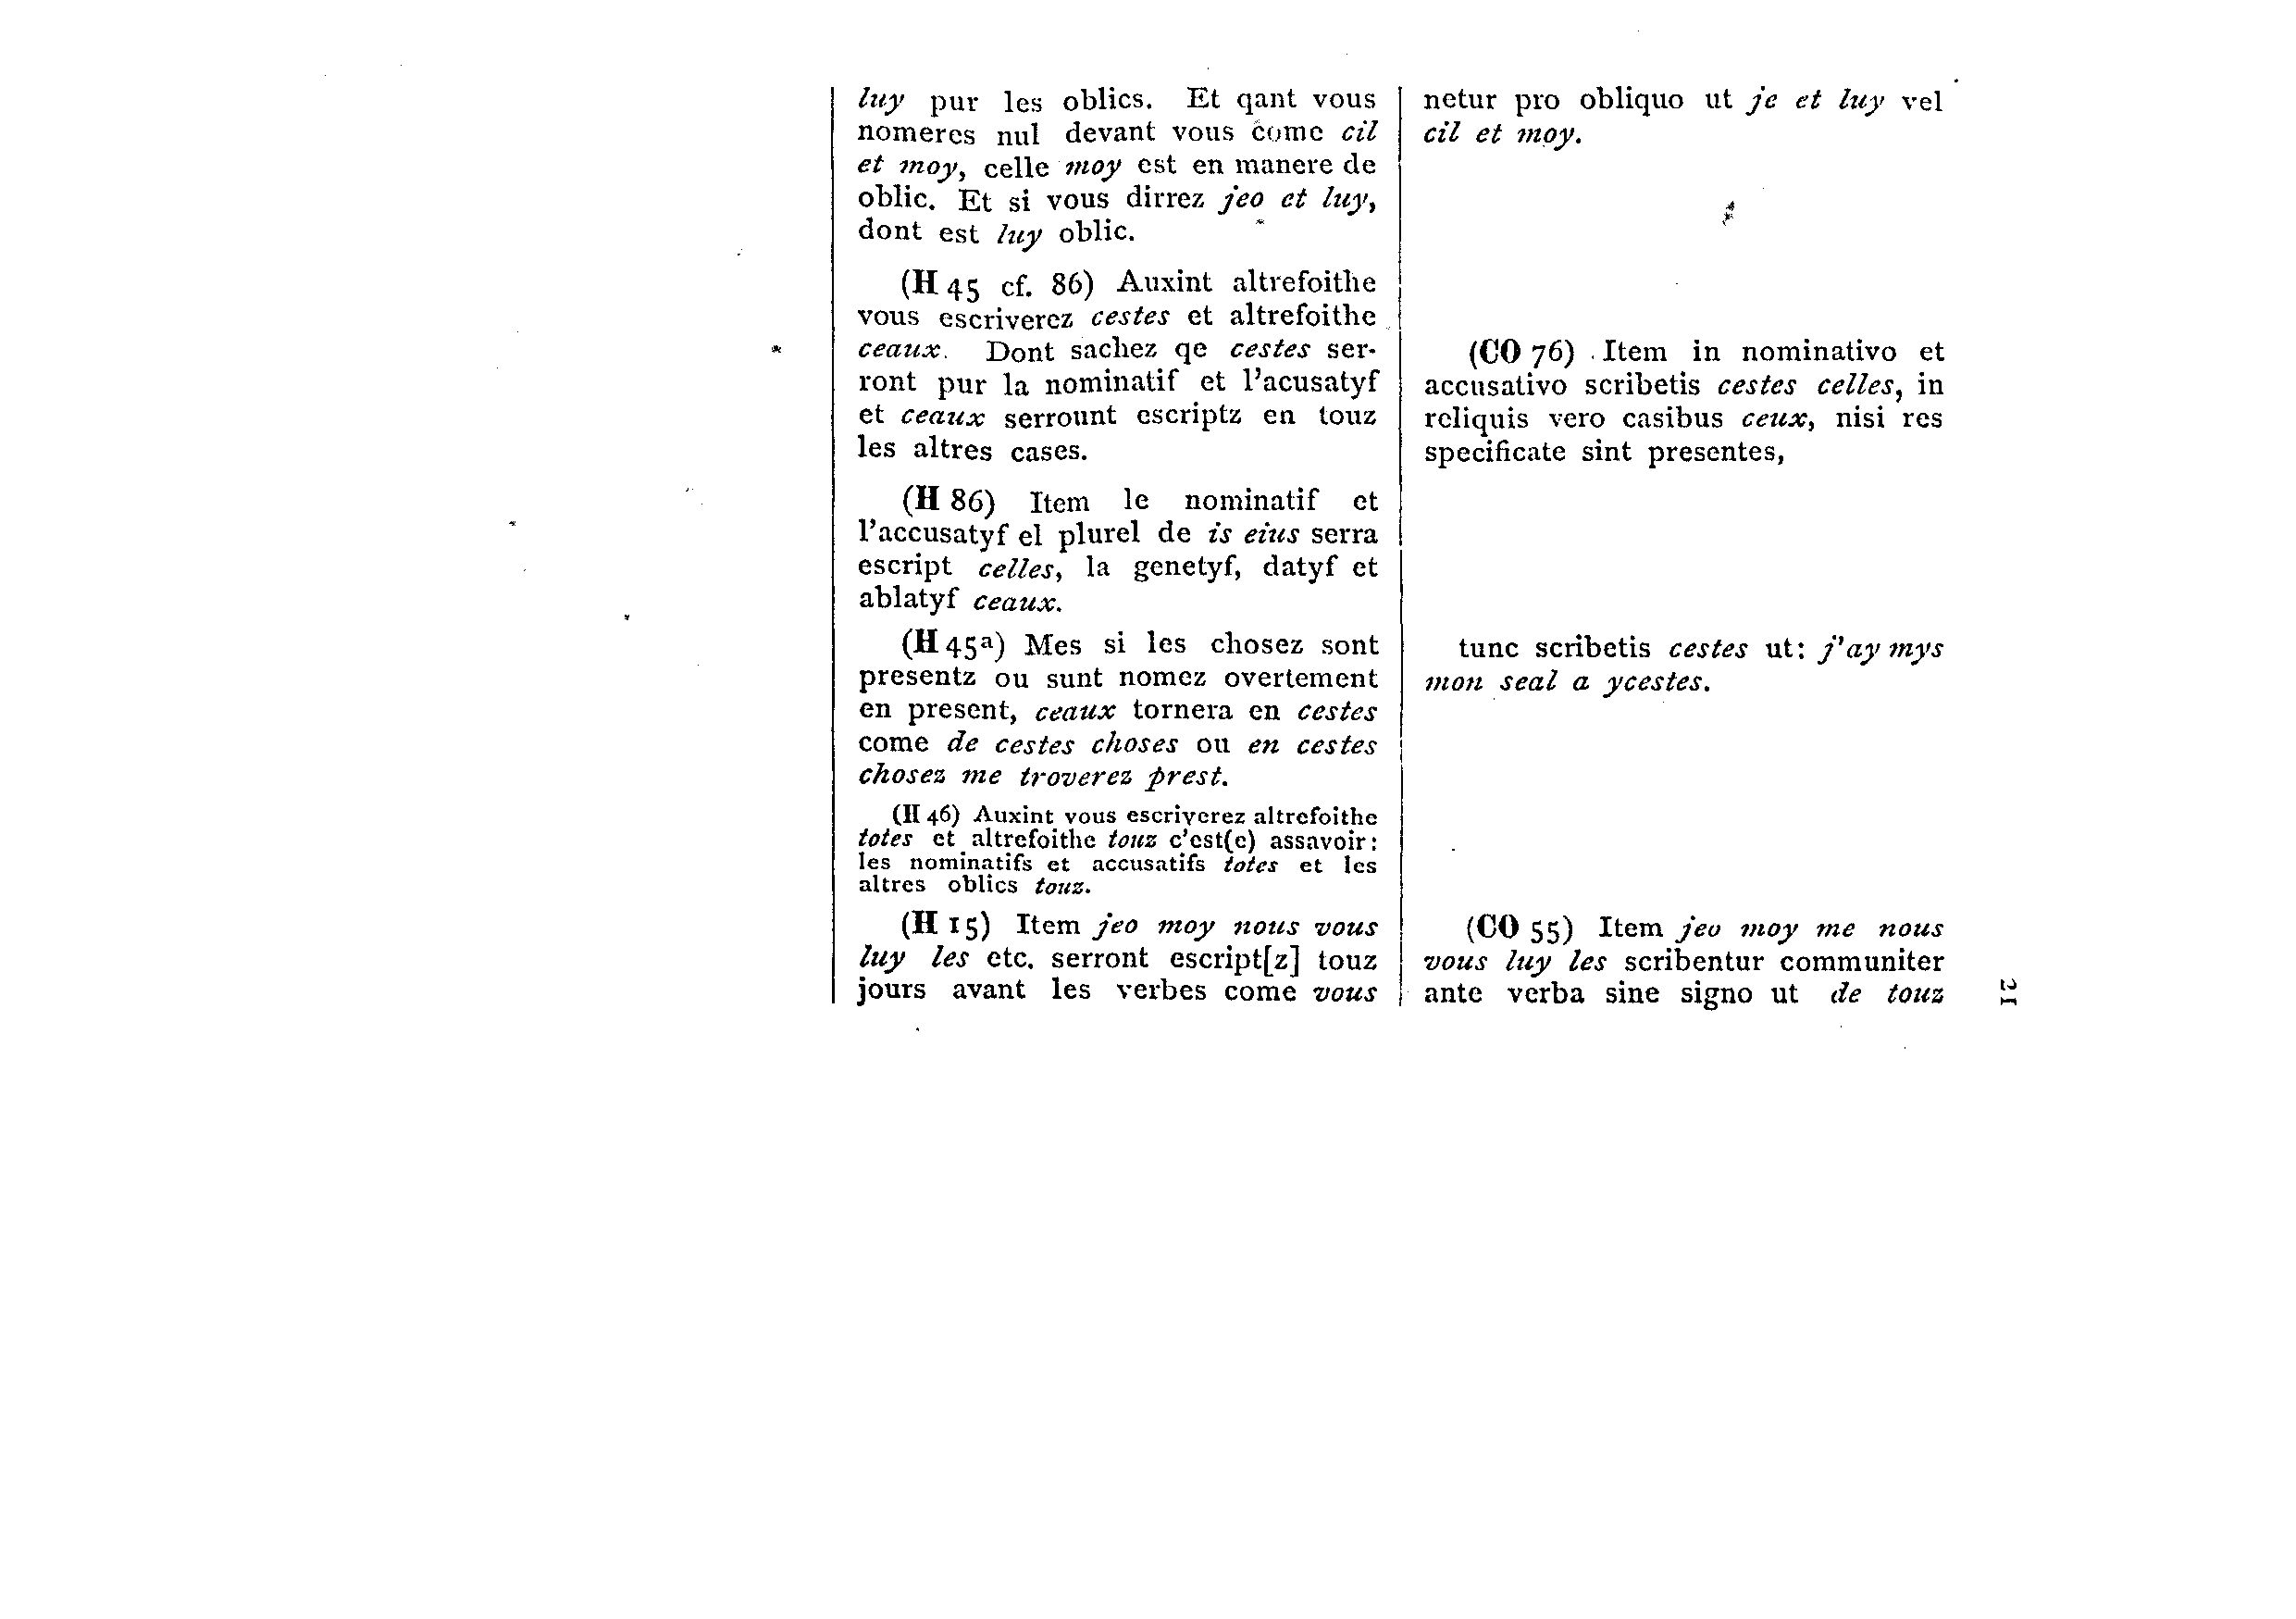 luy pur les oblics. Et qant vous
nomeres nul devant vous come cil
et moy, celle moy est en manere de
oblic. Et si vous dirrez jeo et luy,
dont est luy oblic.
(H 45 cf. 86) Auxint altrefoithe
vous escriverez cestes et altrefoithe
ceaux. Dont sachez qe cestes ser-
ront pur la nominatif et l'acusatyf
et ceaux serrount escriptz en touz
les altres cases.
(H 86) Item le nominatif et
l'accusatyf el plurel de is eius serra
escript celles, la genetyf, datyf et
ablatyf ceaux.
(H 45a) Mes si les chosez sont
presentz ou sunt nomez overtement
en present, ceaux tornera en cestes
come de cestes choses ou en cestes
chosez me troverez prest.
(H 46) Auxint vous escriverez altrefoithe
totes et altrefoithe touz c'est(e) assavoir:
les nominatifs et accusatifs totes et les
altres oblics touz.
(H 15) Item jeo moy nous vous
luy les etc. serront escript[z] touz
jours avant les verbes come vous
netur pro obliquo ut je et luy vel
cil et moy.
(CO 76) Item in nominativo et
accusativo scribetis cestes celles, in
reliquis vero casibus ceux, nisi res
specificate sint presentes,
tunc scribetis cestes ut: j'ay mys
mon seal a ycestes.
(CO 55) Item jeo moy me nous
vous luy les scribentur communiter
ante verba sine signo ut de touz
21